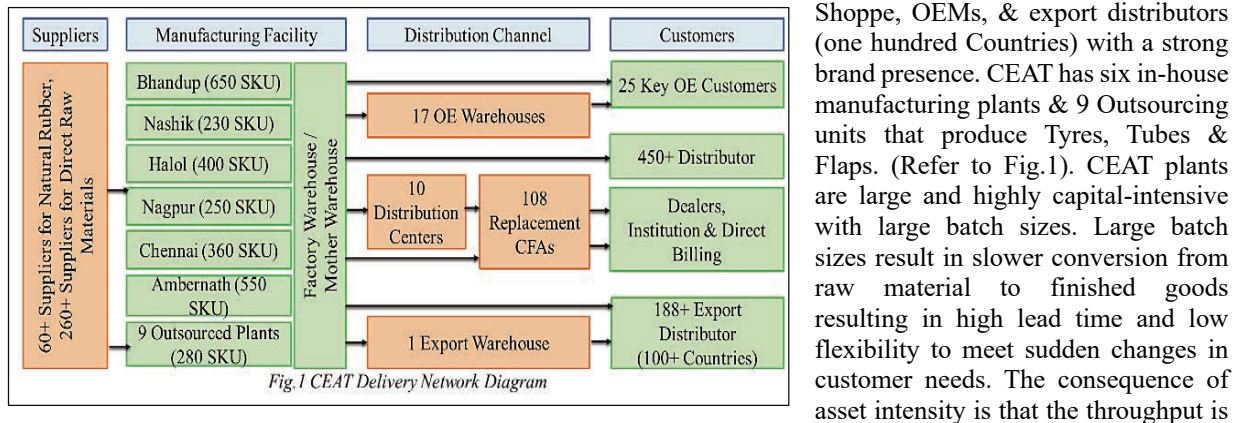 Suppliers
Manufacturing Facility
Distribution Channel
Customers
60+ Suppliers for Natural Rubber,
260+ Suppliers for Direct Raw
Materials
Bhandup (650 SKU)
Nashik (230 SKU)
Halol (400 SKU)
Nagpur (250 SKU)
Chennai (360 SKU)
Ambernath (550
SKU)
9 Outsourced Plants
(280 SKU)
Factory Warehouse /
Mother Warehouse
17 OE Warehouses
10
Distribution
Centers
108
Replacement
CFAs
1 Export Warehouse
25 Key OE Customers
450+ Distributor
Dealers,
Institution & Direct
Billing
188+ Export
Distributor
(100+ Countries)
Fig.1 CEAT Delivery Network Diagram
Shoppe, OEMs, & export distributors
(one hundred Countries) with a strong
brand presence. CEAT has six in-house
manufacturing plants & 9 Outsourcing
units that produce Tyres, Tubes &
Flaps. (Refer to Fig.1). CEAT plants
are large and highly capital-intensive
with large batch sizes. Large batch
sizes result in slower conversion from
raw material to finished goods
resulting in high lead time and low
flexibility to meet sudden changes in
customer needs. The consequence of
asset intensity is that the throughput is